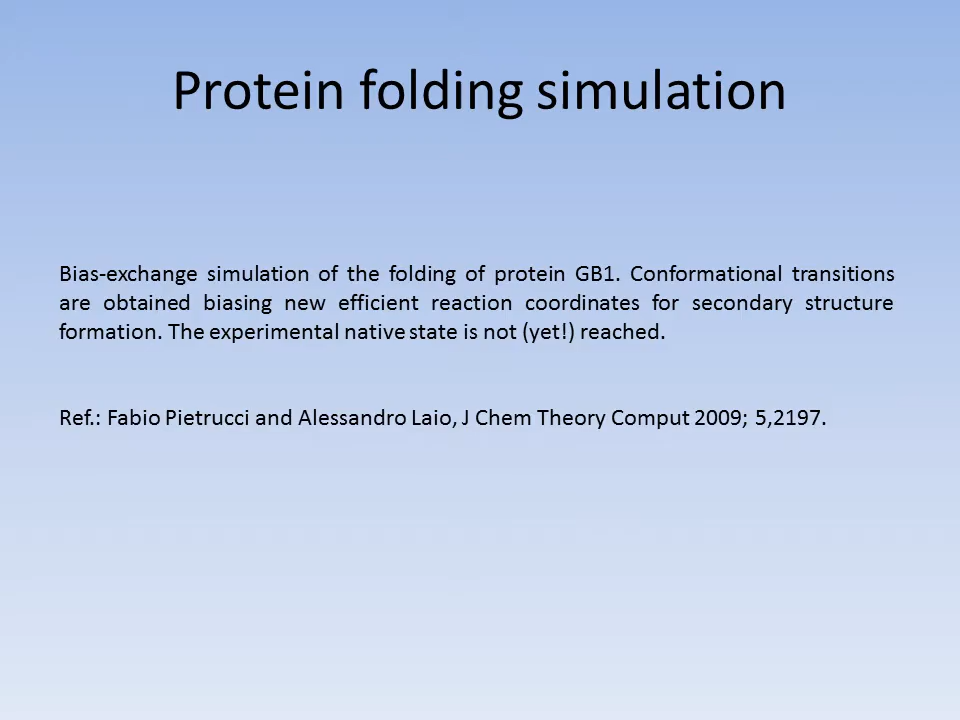 Protein folding simulation
Bias-exchange simulation of the folding of protein GB1. Conformational transitions
are obtained biasing new efficient reaction coordinates for secondary structure
formation. The experimental native state is not (yet!) reached.
Ref.: Fabio Pietrucci and Alessandro Laio, J Chem Theory Comput 2009; 5,2197.